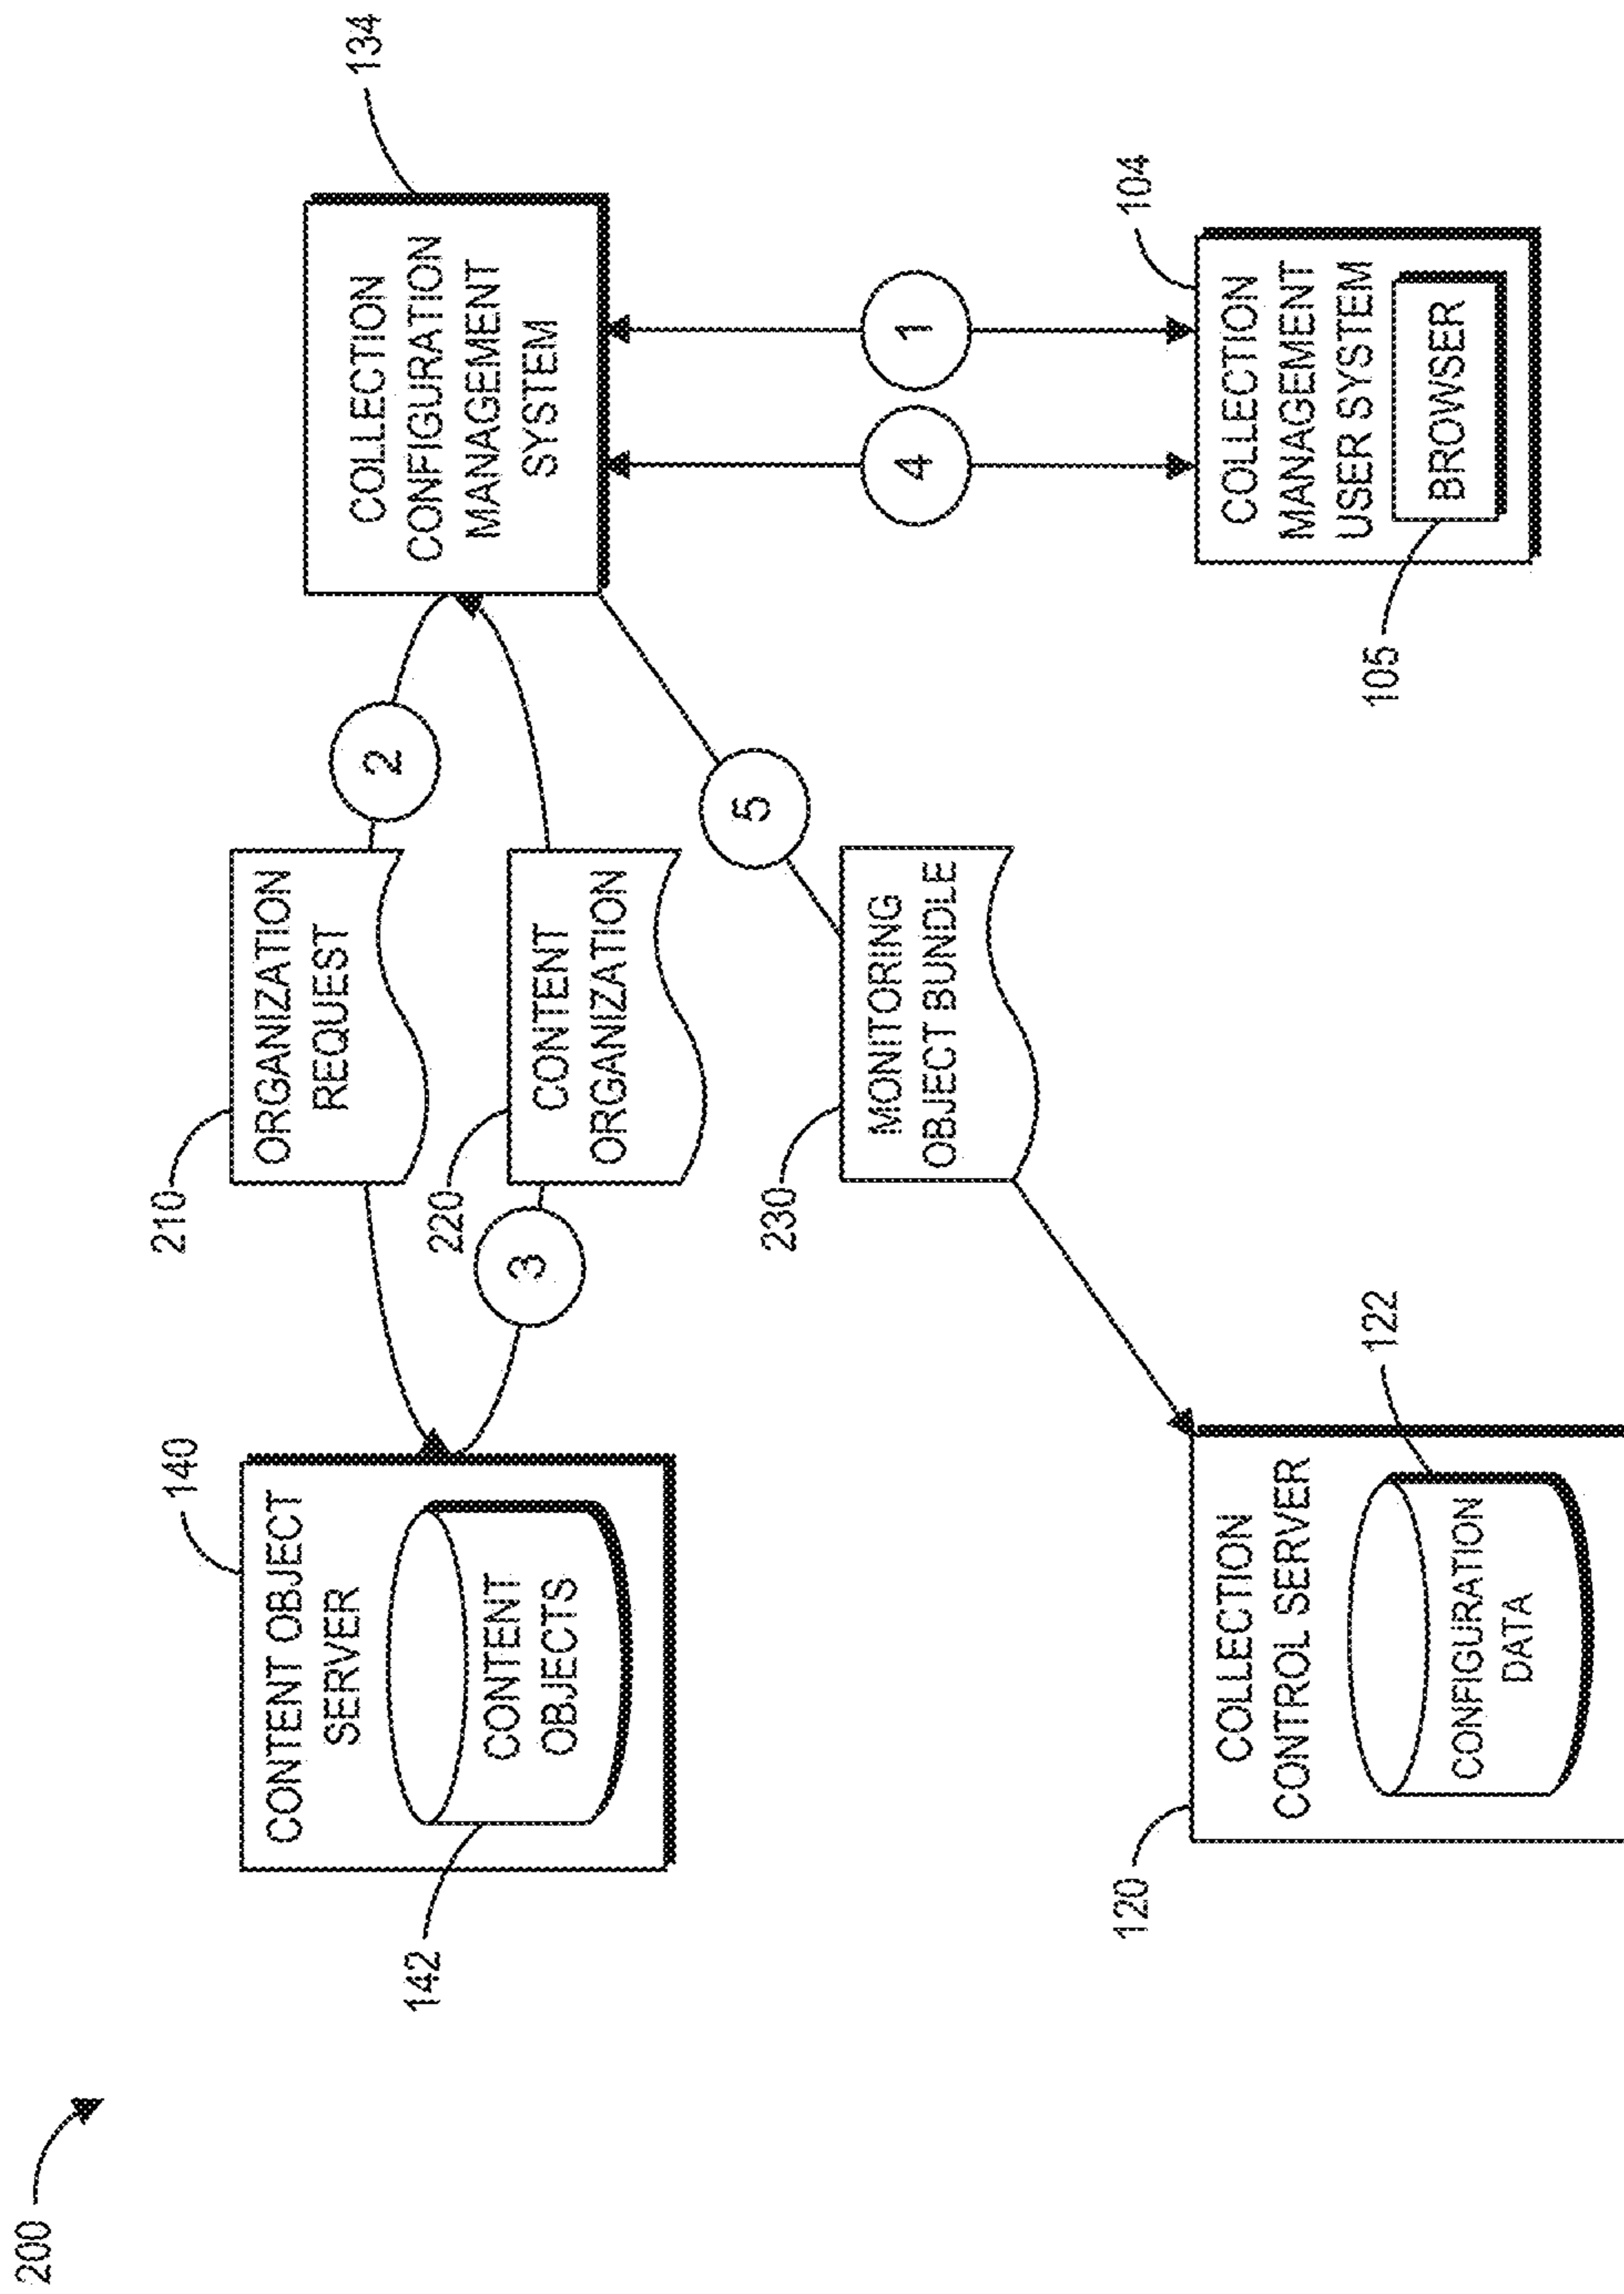 200
140
CONTENT OBJECT
SERVER
CONTENT
OBJECTS
142
210
ORGANIZATION
REQUEST
2
220
CONTENT
ORGANIZATION
3
COLLECTION
CONFIGURATION
MANAGEMENT
SYSTEM
134
5
230
MONITORING
OBJECT BUNDLE
4
1
120
COLLECTION
CONTROL SERVER
122
CONFIGURATION
DATA
104
COLLECTION
MANAGEMENT
USER SYSTEM
BROWSER
105